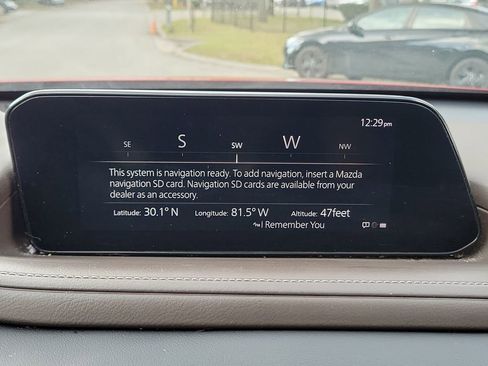 12:29pm
SE S SW W NW
This system is navigation ready. To add navigation, insert a Mazda
navigation SD card. Navigation SD cards are available from your
dealer as an accessory.
Latitude: 30.1° N Longitude: 81.5° W Altitude: 47feet
I Remember You